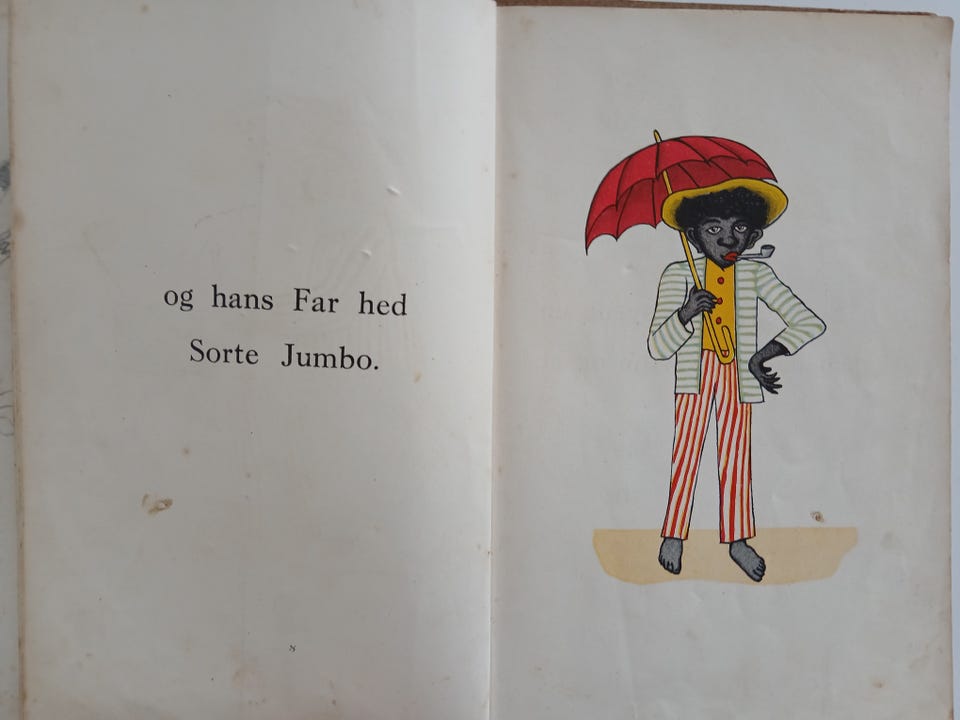 og hans Far hed
Sorte Jumbo.
8